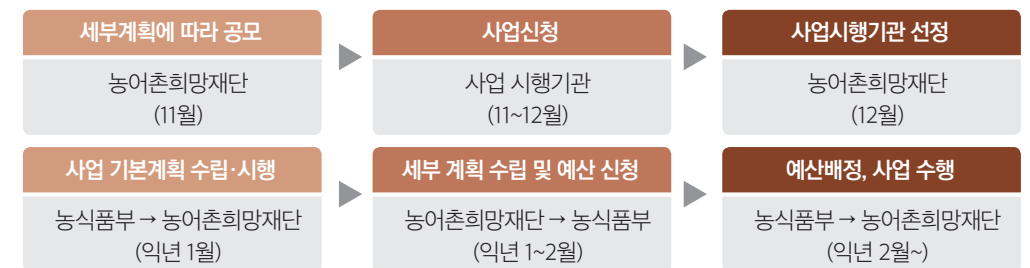 세부계획에 따라 공모
농어촌희망재단
(11월)
사업신청
사업 시행기관
(11~12월)
사업시행기관 선정
농어촌희망재단
(12월)
사업 기본계획 수립·시행
농식품부 → 농어촌희망재단
(익년 1월)
세부 계획 수립 및 예산 신청
농어촌희망재단 → 농식품부
(익년 1~2월)
예산배정, 사업 수행
농식품부 → 농어촌희망재단
(익년 2월~)